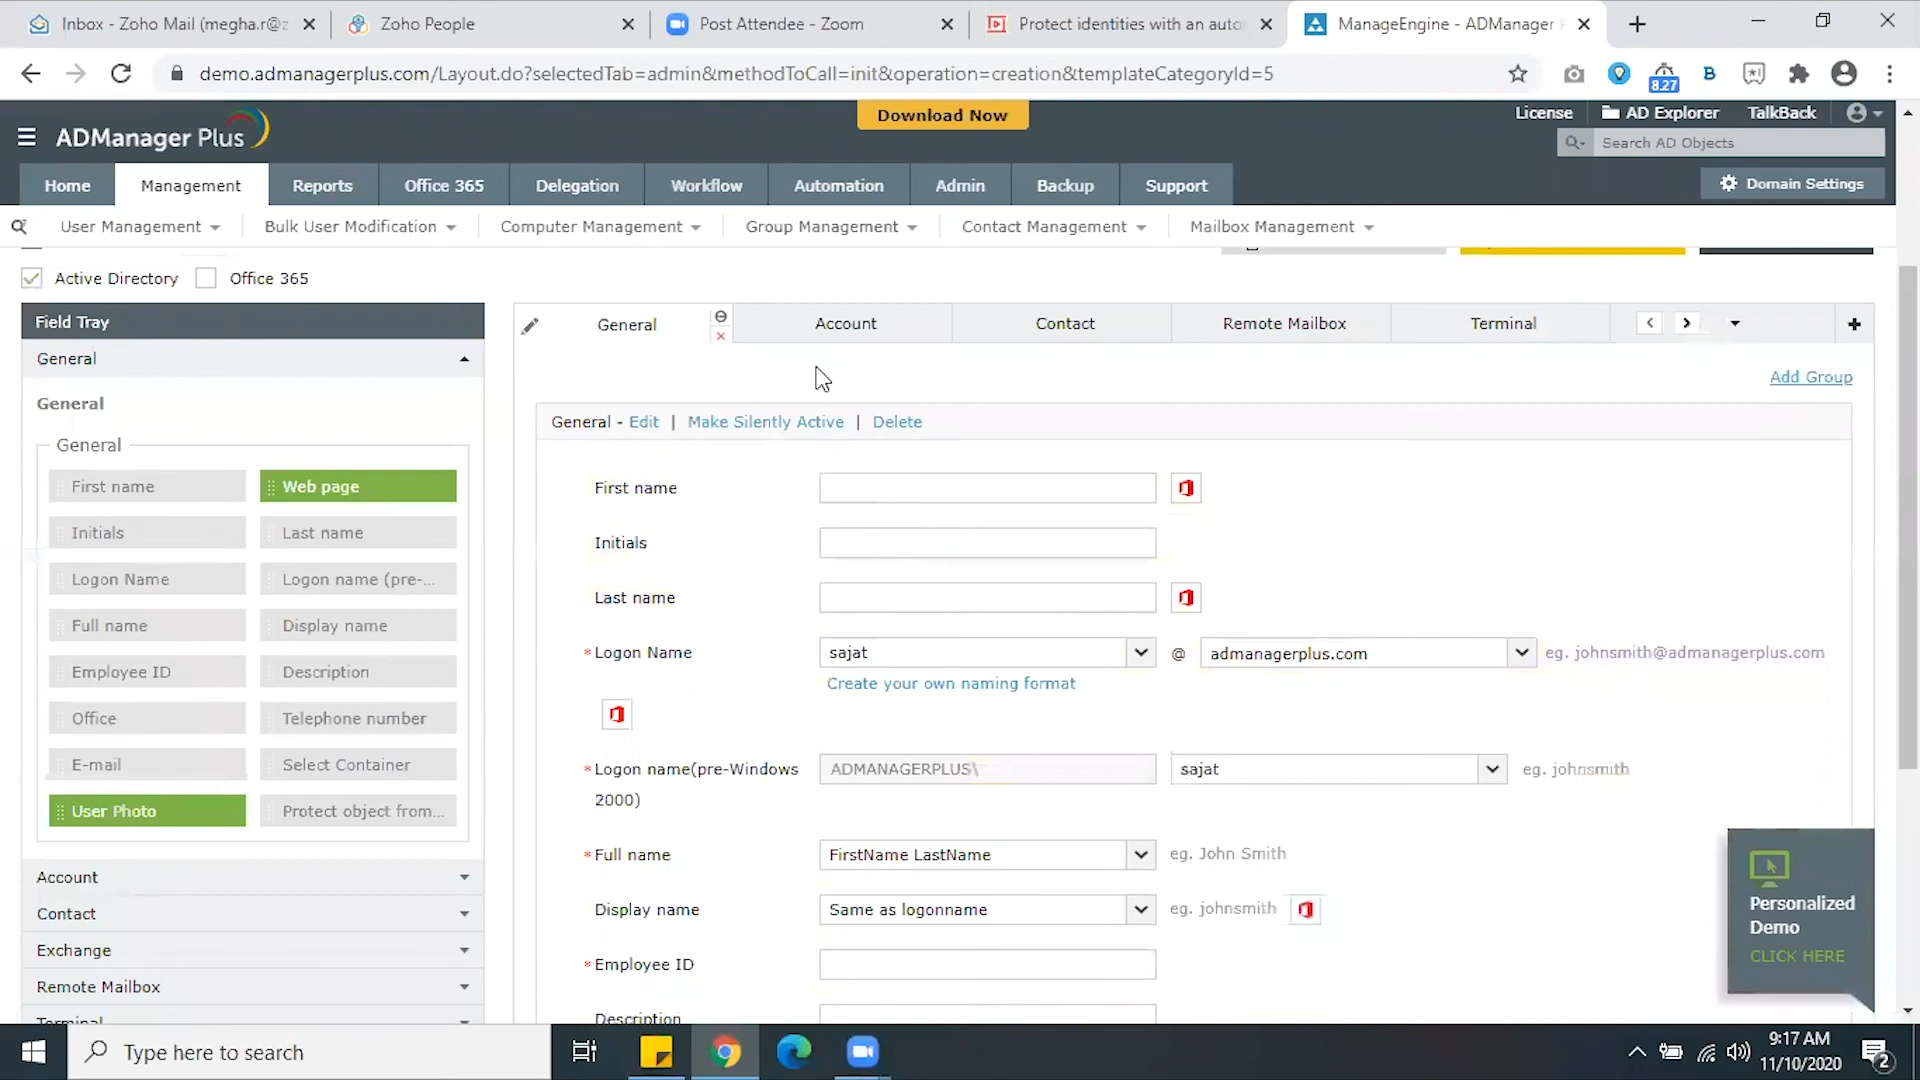 Inbox - Zoho Mail (megha.r@z
Zoho People
Post Attendee - Zoom
Protect identities with an auto
ManageEngine - ADManager
demo.admanagerplus.com/Layout.do?selectedTab=admin&methodToCall=init&operation=creation&templateCategoryId=5
8.27
B
Download Now
License
AD Explorer
TalkBack
ADManager Plus
Search AD Objects
Home
Management
Reports
Office 365
Delegation
Workflow
Automation
Admin
Backup
Support
Domain Settings
User Management
Bulk User Modification
Computer Management
Group Management
Contact Management
Mailbox Management
Active Directory
Office 365
Field Tray
General
General
General
First name
Web page
Initials
Last name
Logon Name
Logon name (pre-...
Full name
Display name
Employee ID
Description
Office
Telephone number
E-mail
Select Container
User Photo
Protect object from...
Account
Contact
Exchange
Remote Mailbox
Terminal
General
Account
Contact
Remote Mailbox
Terminal
Add Group
General - Edit | Make Silently Active | Delete
First name
Initials
Last name
* Logon Name
sajat
@
admanagerplus.com
eg. johnsmith@admanagerplus.com
Create your own naming format
* Logon name(pre-Windows
2000)
ADMANAGERPLUS\
sajat
eg. johnsmith
* Full name
FirstName LastName
eg. John Smith
Display name
Same as logonname
eg. johnsmith
* Employee ID
Description
Personalized
Demo
CLICK HERE
Type here to search
9:17 AM
11/10/2020
2